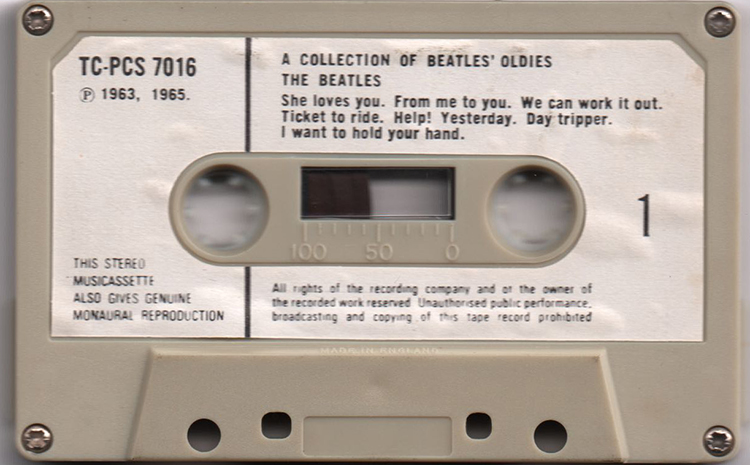 TC-PCS 7016
℗ 1963, 1965.
A COLLECTION OF BEATLES' OLDIES
THE BEATLES
She loves you. From me to you. We can work it out.
Ticket to ride. Help! Yesterday. Day tripper.
I want to hold your hand.
1
100 50 0
THIS STEREO
MUSICASSETTE
ALSO GIVES GENUINE
MONAURAL REPRODUCTION
All rights of the recording company and of the owner of
the recorded work reserved Unauthorised public performance,
broadcasting and copying of this tape record prohibited
MADE IN ENGLAND